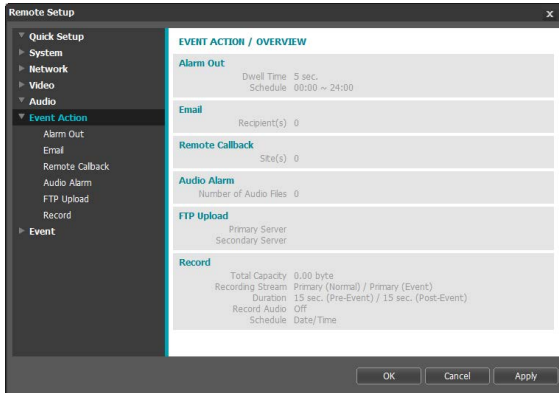 Remote Setup
x
Quick Setup
System
Network
Video
Audio
Event Action
Alarm Out
Email
Remote Callback
Audio Alarm
FTP Upload
Record
Event
EVENT ACTION / OVERVIEW
Alarm Out
Dwell Time 5 sec.
Schedule 00:00 ~ 24:00
Email
Recipient(s) 0
Remote Callback
Site(s) 0
Audio Alarm
Number of Audio Files 0
FTP Upload
Primary Server
Secondary Server
Record
Total Capacity 0.00 byte
Recording Stream Primary (Normal) / Primary (Event)
Duration 15 sec. (Pre-Event) / 15 sec. (Post-Event)
Record Audio Off
Schedule Date/Time
OK Cancel Apply